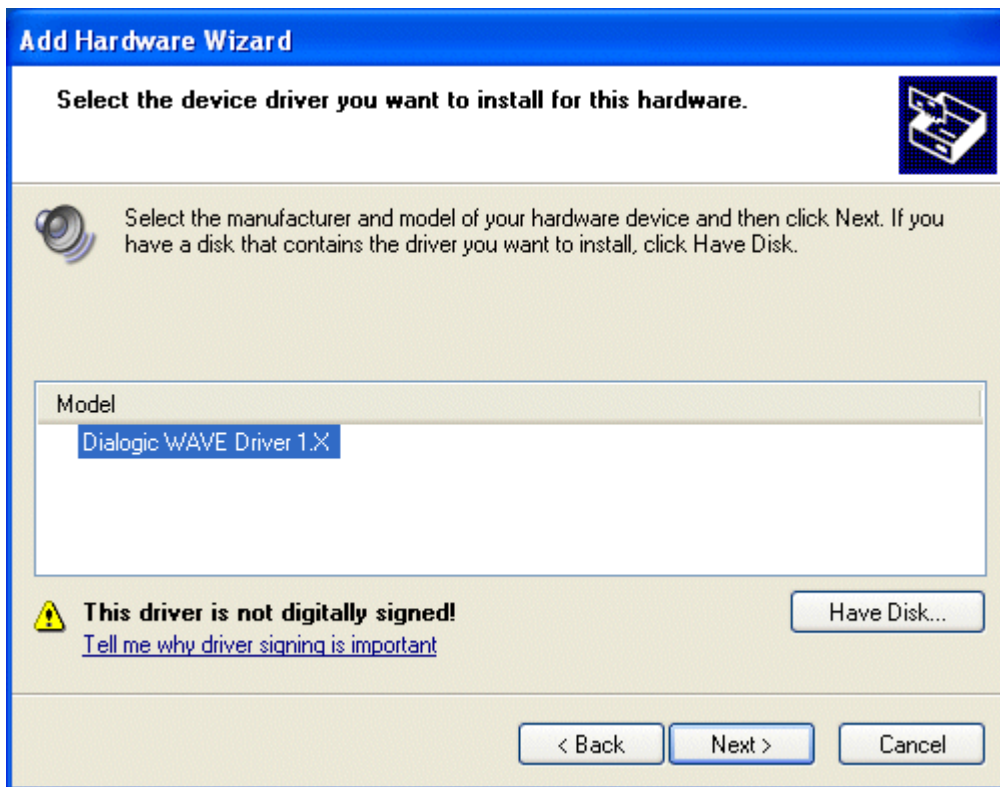 Add Hardware Wizard
Select the device driver you want to install for this hardware.
Select the manufacturer and model of your hardware device and then click Next. If you
have a disk that contains the driver you want to install, click Have Disk.
Model
Dialogic WAVE Driver 1.X
This driver is not digitally signed!
Have Disk...
Tell me why driver signing is important
< Back
Next >
Cancel